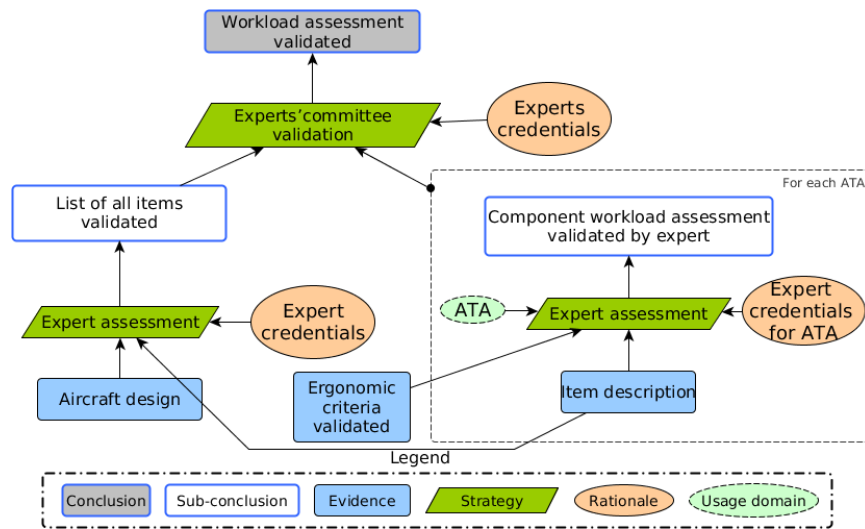 Workload assessment
validated
Experts’committee
validation
Experts
credentials
For each ATA
List of all items
validated
Component workload assessment
validated by expert
Expert assessment
Expert
credentials
ATA
Expert assessment
Expert
credentials
for ATA
Aircraft design
Ergonomic
criteria
validated
Item description
Legend
Conclusion
Sub-conclusion
Evidence
Strategy
Rationale
Usage domain